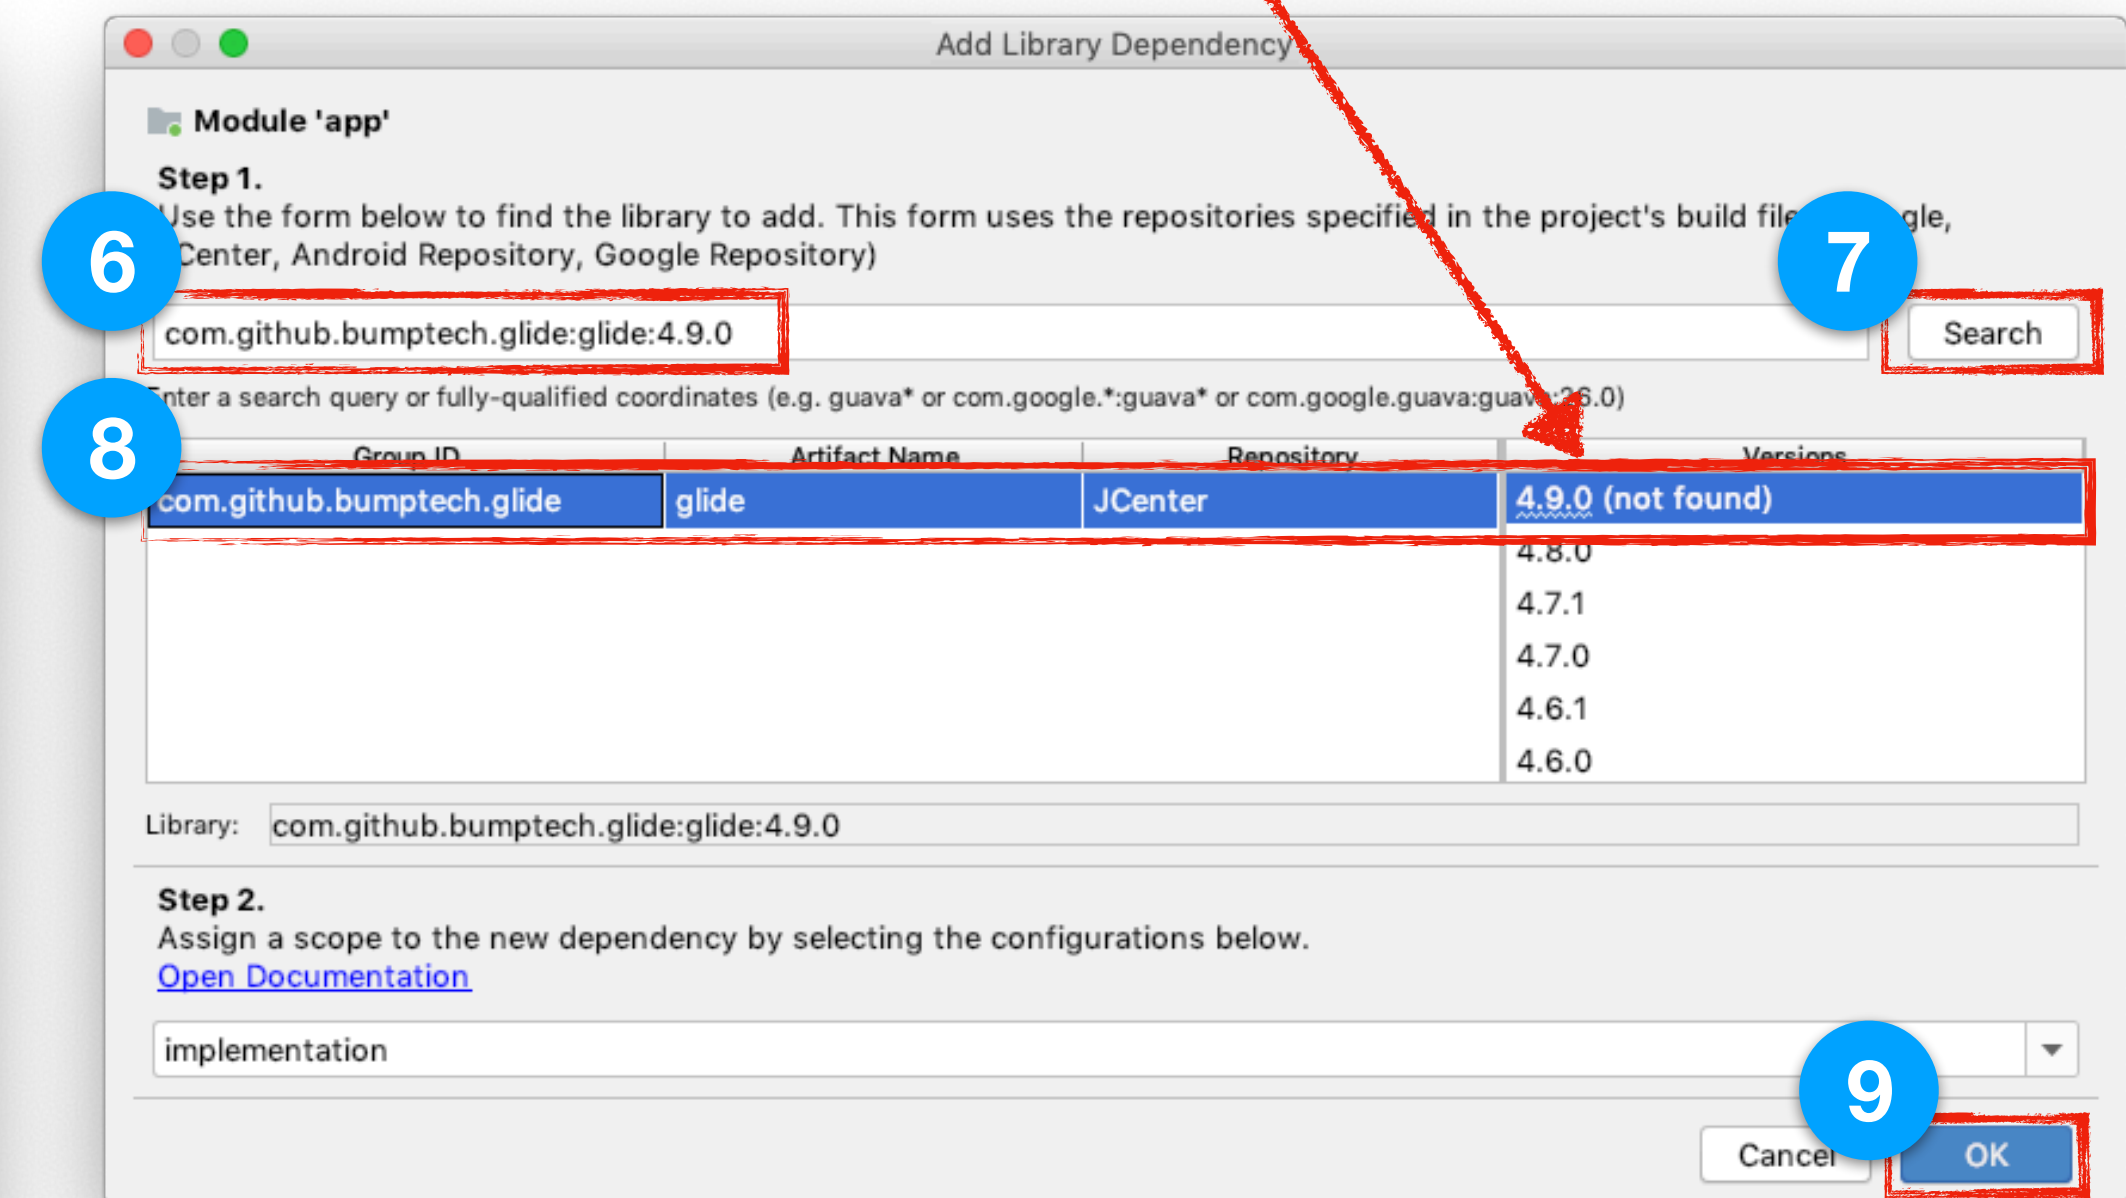 Add Library Dependency
Module 'app'
Step 1.
Use the form below to find the library to add. This form uses the repositories specified in the project's build
6
7
Center, Android Repository, Google Repository)
com.github.bumptech.glide:glide:4.9.0
Search
Enter a search query or fully-qualified coordinates (e.g. guava* or com.google.*:guava* or com.google.guava:guava:26.0)
8
Group ID
Artifact Name
Repository
Versions
com.github.bumptech.glide
glide
JCenter
4.9.0 (not found)
4.8.0
4.7.1
4.7.0
4.6.1
4.6.0
Library:
com.github.bumptech.glide:glide:4.9.0
Step 2.
Assign a scope to the new dependency by selecting the configurations below.
Open Documentation
implementation
9
Cancel
OK